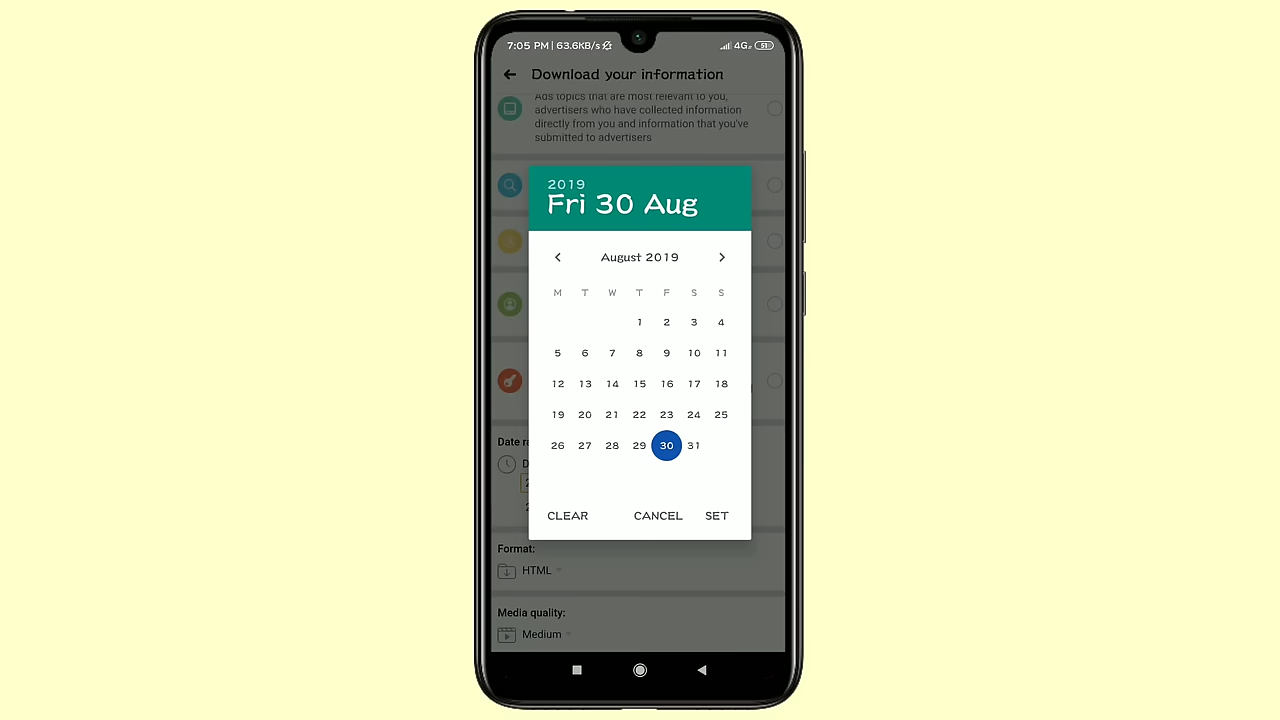 7:05 PM | 63.6KB/s
4G
51
Download your information
Ads topics that are most relevant to you,
advertisers who have collected information
directly from you and information that you've
submitted to advertisers
2019
Fri 30 Aug
August 2019
M T W T F S S
1 2 3 4
5 6 7 8 9 10 11
12 13 14 15 16 17 18
19 20 21 22 23 24 25
26 27 28 29 30 31
CLEAR CANCEL SET
Date
Format:
HTML
Media quality:
Medium